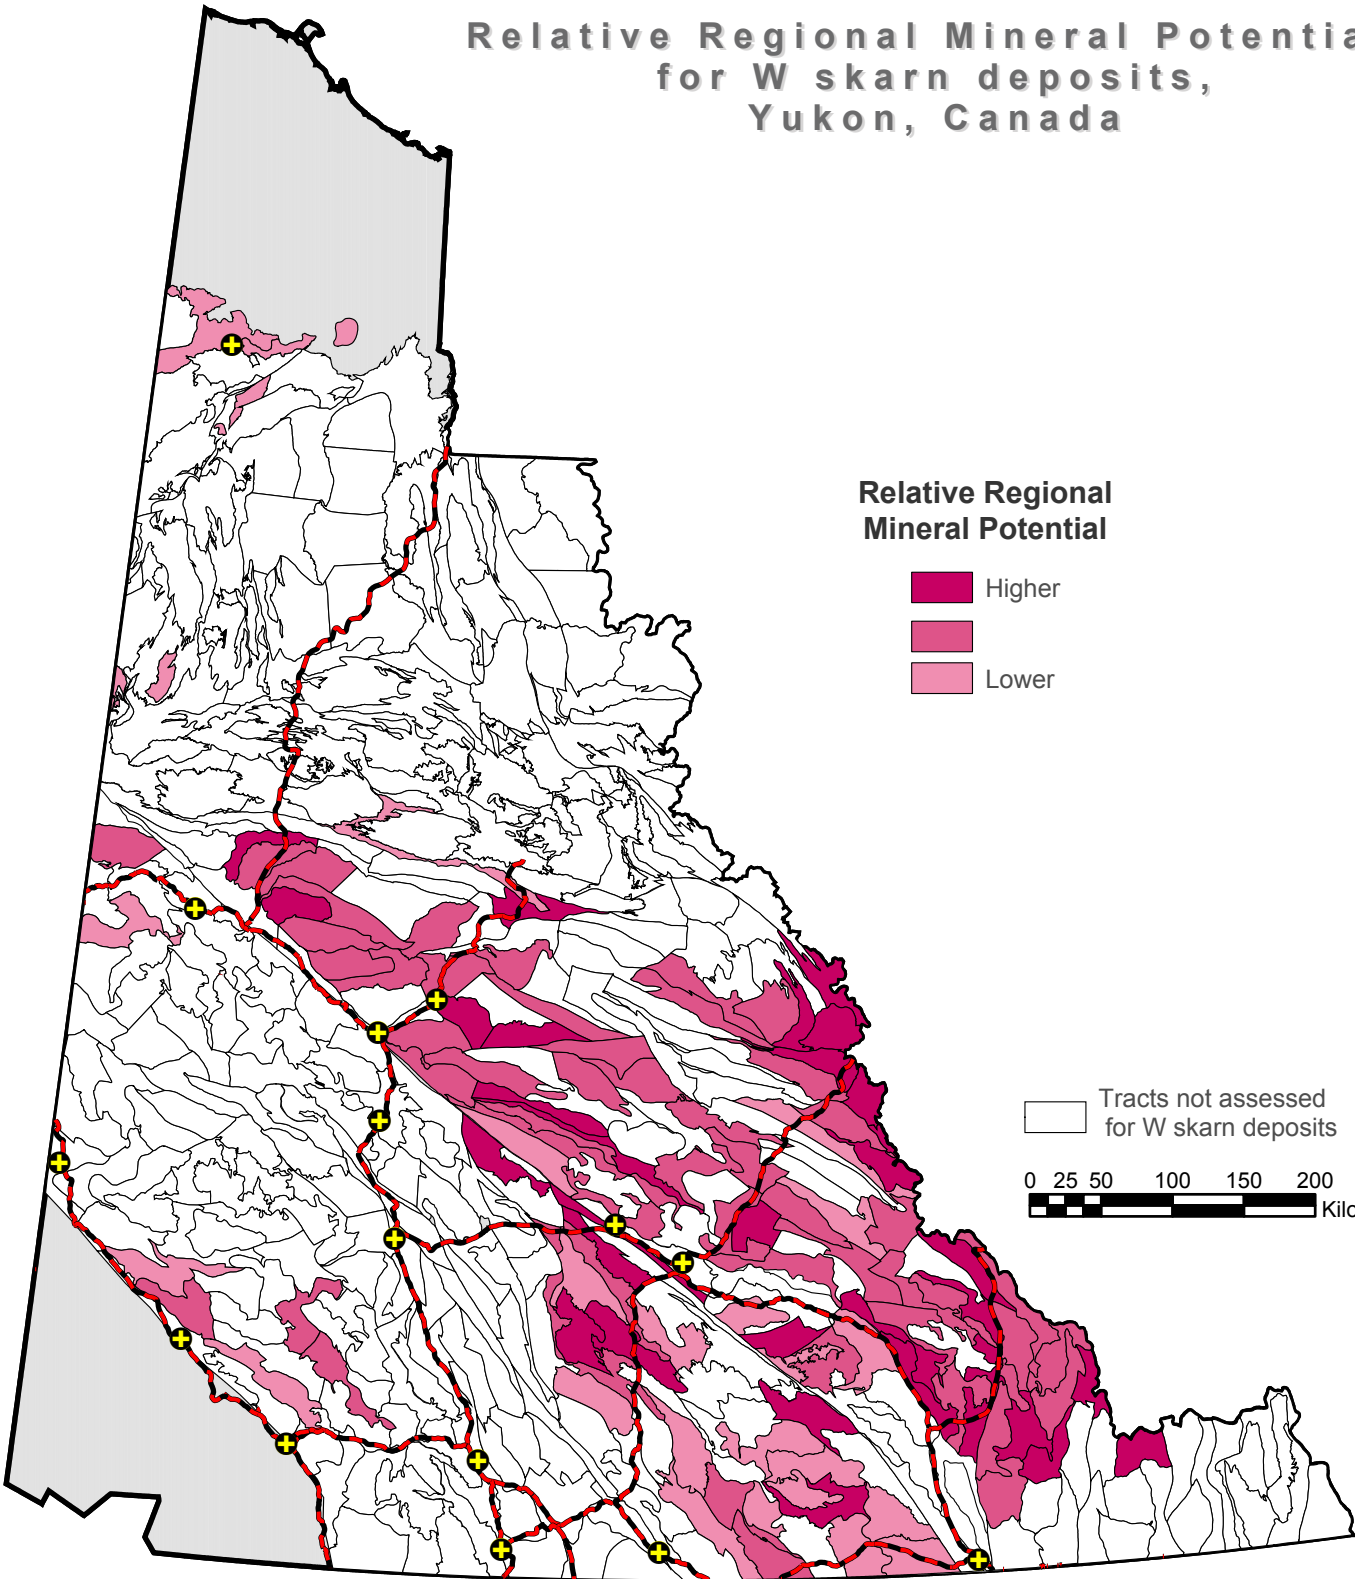 Relative Regional Mineral Potentia
for W skarn deposits,
Yukon, Canada
Relative Regional
Mineral Potential
Higher
Lower
Tracts not assessed
for W skarn deposits
0 25 50 100 150 200
Kilo